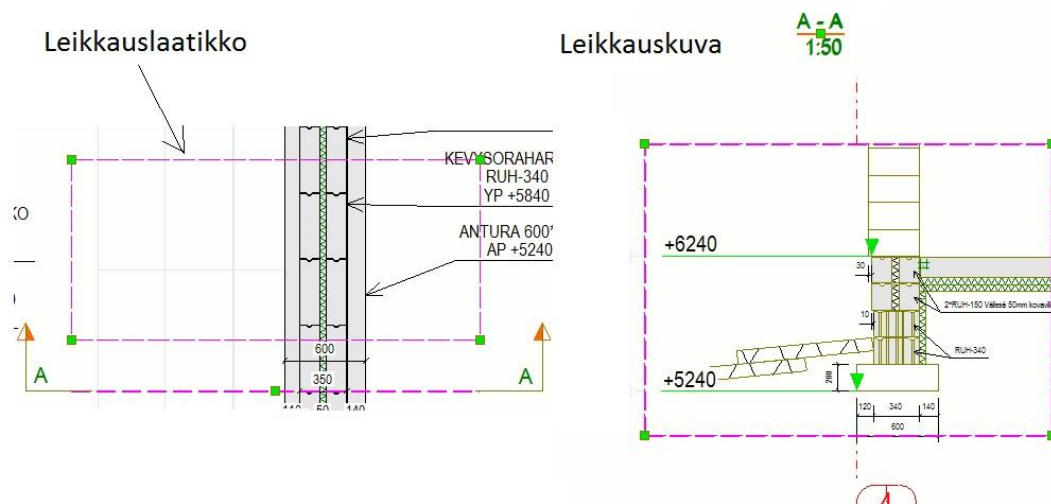 Leikkauslaatikko
KEVYSORAHAR
RUH-340
YP +5840
KO
ANTURA 600*
AP +5240
600
A
350
A
50
140
Leikkauskuva
A - A
1:50
+6240
30
2*RUH-150 Välissä 50mm kovavill
10
RUH-340
+5240
200
120
340
140
600